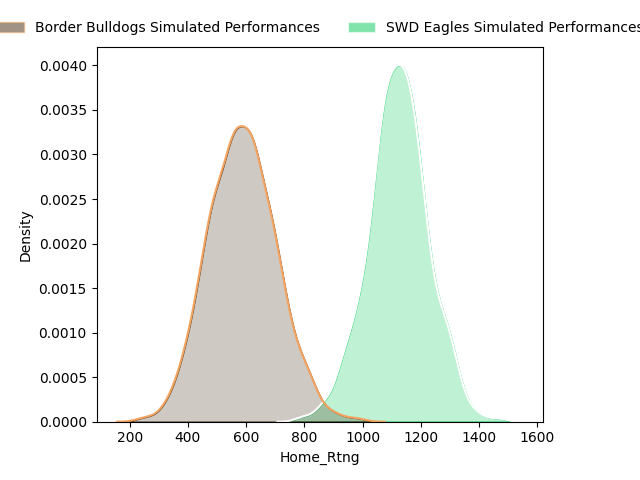 Border Bulldogs Simulated Performances
SWD Eagles Simulated Performances
0.0040
0.0035
0.0030
0.0025
0.0020
0.0015
0.0010
0.0005
0.0000
Density
200 400 600 800 1000 1200 1400 1600
Home_Rtng